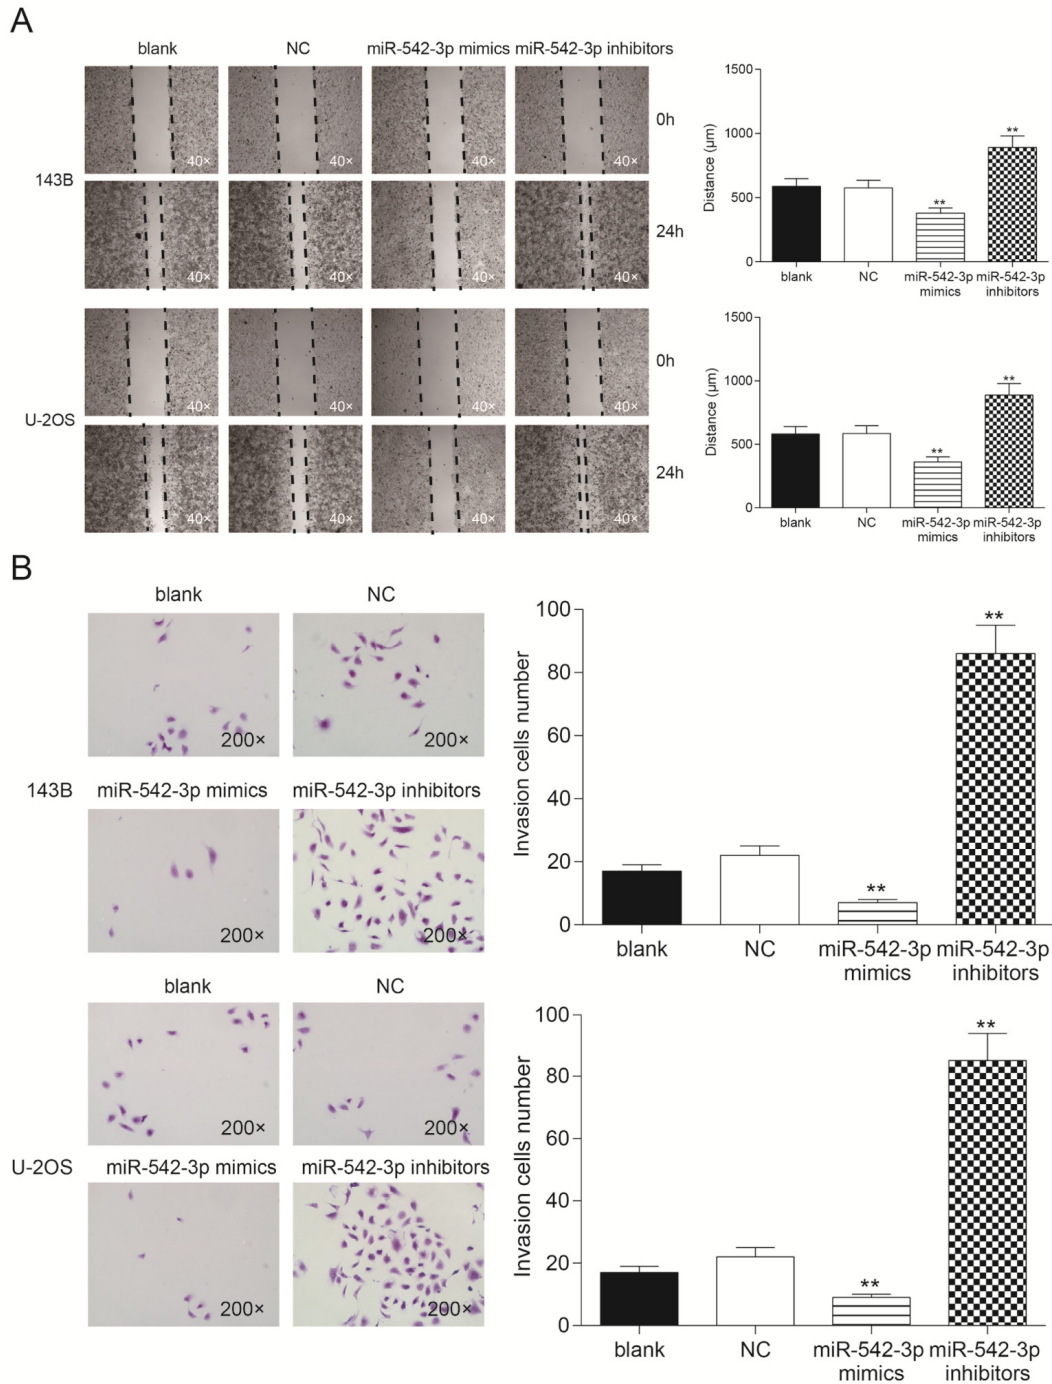 A
blank NC miR-542-3p mimics miR-542-3p inhibitors
0h
40× 40× 40× 40×
143B
24h
40× 40× 40× 40×
0h
40× 40× 40× 40×
U-2OS
24h
40× 40× 40× 40×
1500
1000
500
0
Distance (μm)
**
**
blank NC miR-542-3p mimics miR-542-3p inhibitors
1500
1000
500
0
Distance (μm)
**
**
blank NC miR-542-3p mimics miR-542-3p inhibitors
B
blank NC
200× 200×
143B miR-542-3p mimics miR-542-3p inhibitors
200× 200×
blank NC
200× 200×
U-2OS miR-542-3p mimics miR-542-3p inhibitors
200× 200×
100
80
60
40
20
0
Invasion cells number
**
**
blank NC miR-542-3p mimics miR-542-3p inhibitors
100
80
60
40
20
0
Invasion cells number
**
**
blank NC miR-542-3p mimics miR-542-3p inhibitors